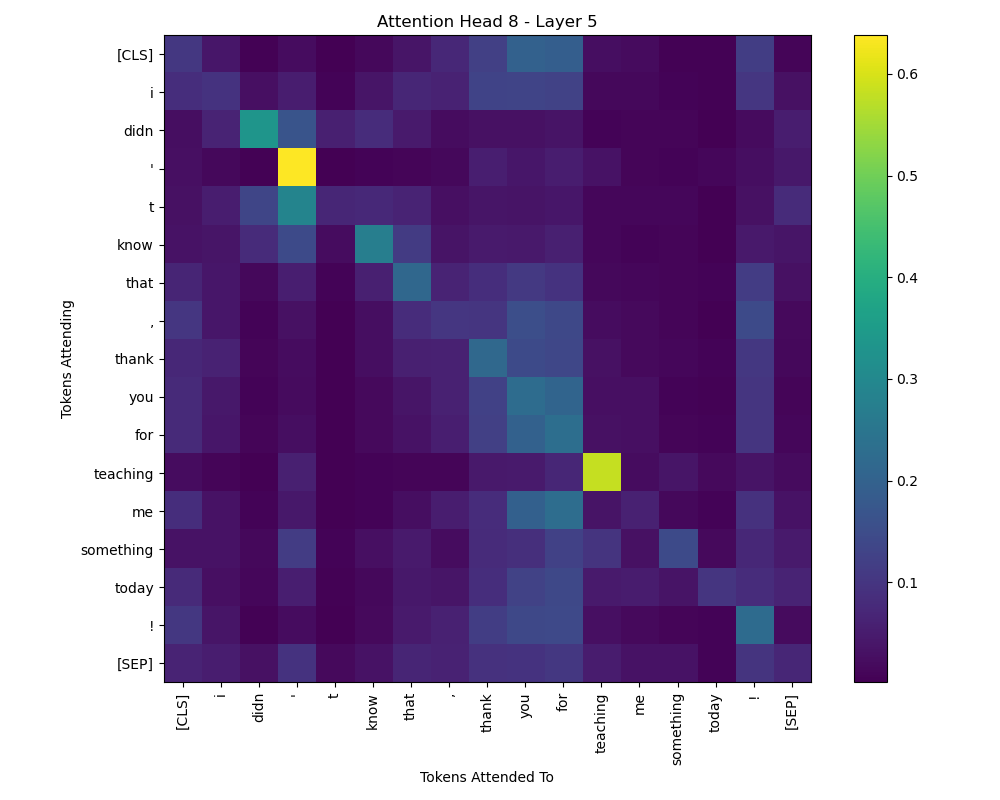 Attention Head 8 - Layer 5
Tokens Attending
[CLS]
i
didn
'
t
know
that
,
thank
you
for
teaching
me
something
today
!
[SEP]
[CLS]
i
didn
'
t
know
that
,
thank
you
for
teaching
me
something
today
!
[SEP]
Tokens Attended To
0.6
0.5
0.4
0.3
0.2
0.1